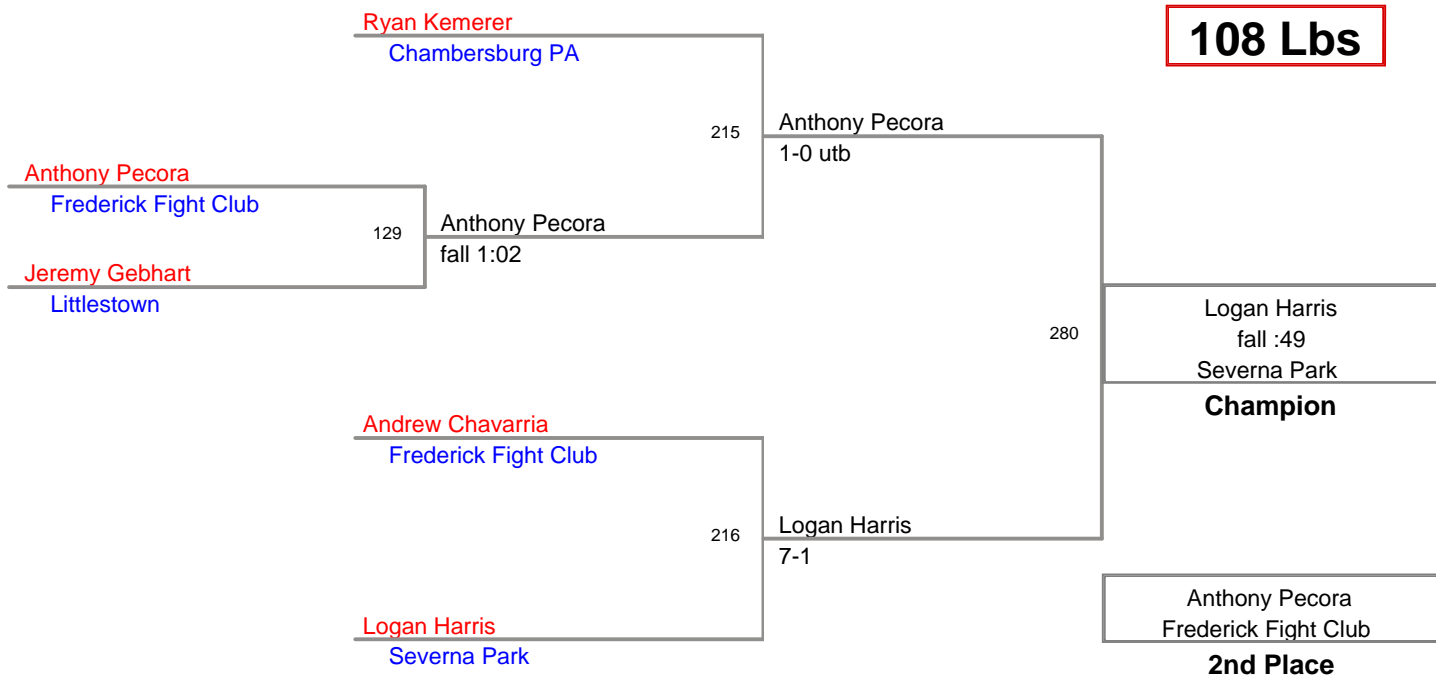 Ryan Kemerer
Chambersburg PA
108 Lbs
215
Anthony Pecora
1-0 utb
Anthony Pecora
Frederick Fight Club
129
Anthony Pecora
fall 1:02
Jeremy Gebhart
Littlestown
280
Logan Harris
fall :49
Severna Park
Champion
Andrew Chavarria
Frederick Fight Club
216
Logan Harris
7-1
Logan Harris
Severna Park
Anthony Pecora
Frederick Fight Club
2nd Place